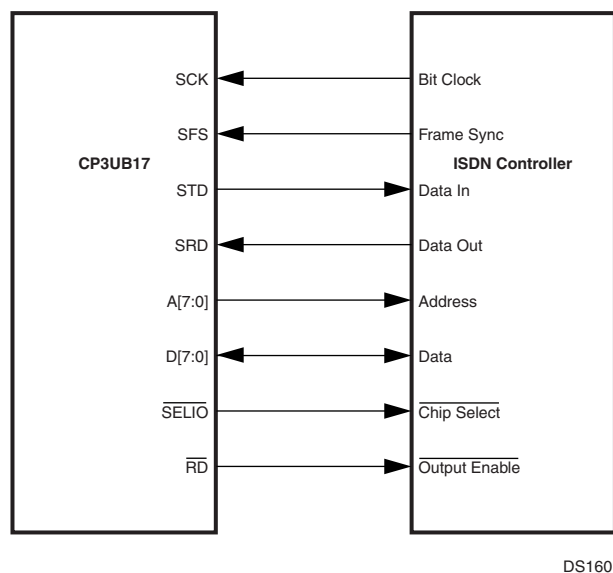 SCK Bit Clock
SFS Frame Sync
CP3UB17 ISDN Controller
STD Data In
SRD Data Out
A[7:0] Address
D[7:0] Data
SELIO Chip Select
RD Output Enable
DS160